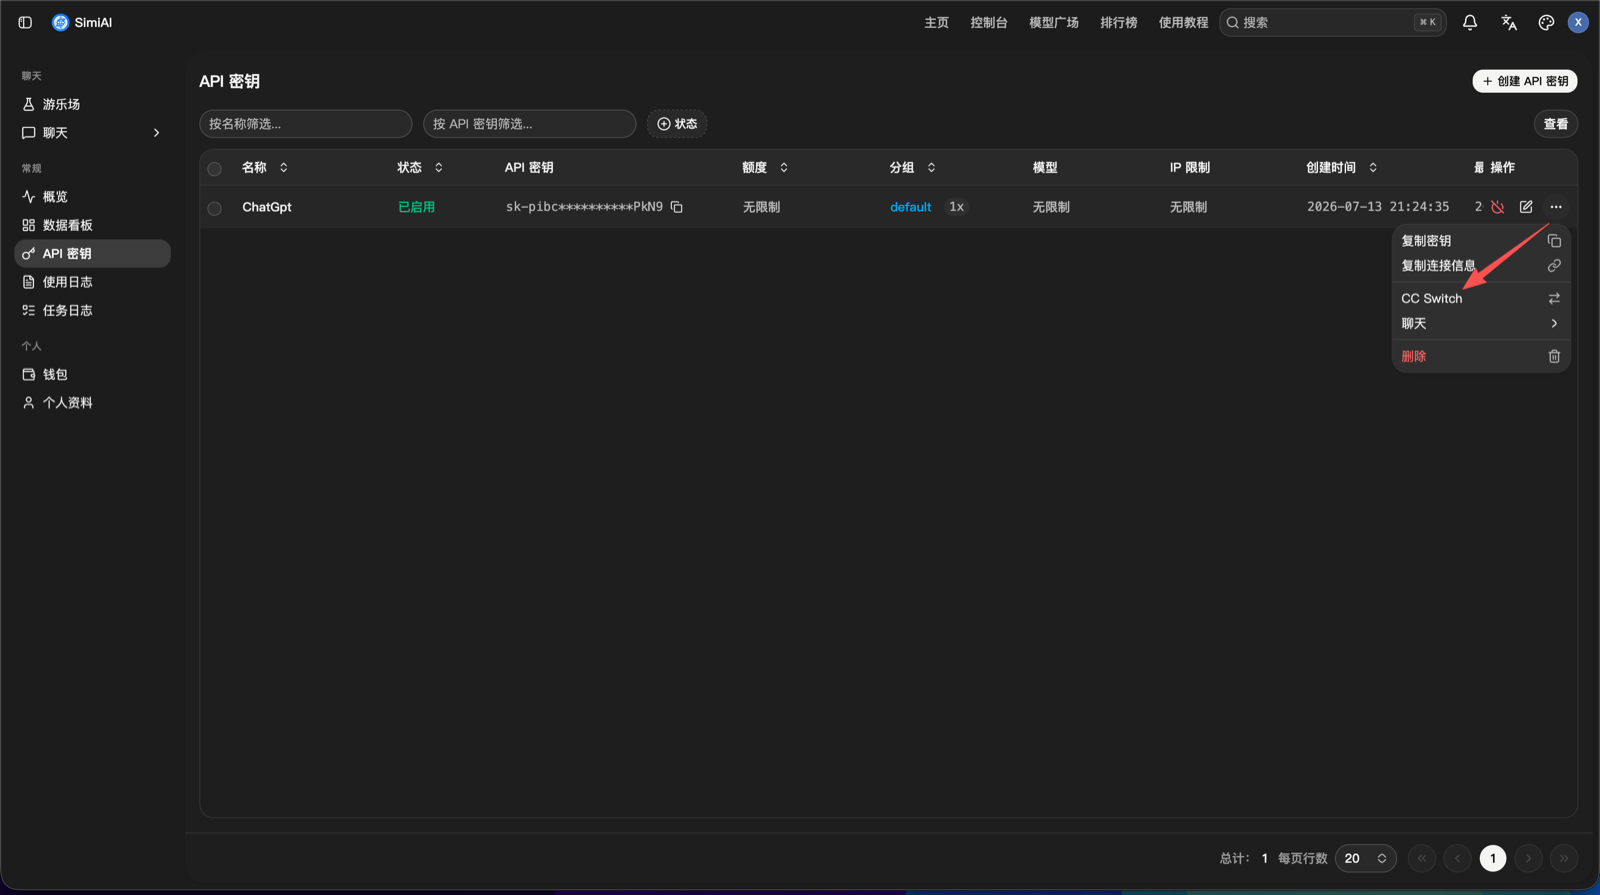 SimiAI
主页 控制台 模型广场 排行榜 使用教程 搜索 ⌘ K X
聊天
游乐场
聊天
常规
概览
数据看板
API 密钥
使用日志
任务日志
个人
钱包
个人资料
API 密钥
+ 创建 API 密钥
按名称筛选... 按 API 密钥筛选... 状态 查看
名称 状态 API 密钥 额度 分组 模型 IP 限制 创建时间 操作
ChatGpt 已启用 sk-pibc**********PkN9 无限制 default 1x 无限制 无限制 2026-07-13 21:24:35 2
复制密钥
复制连接信息
CC Switch
聊天
删除
总计： 1 每页行数 20 1